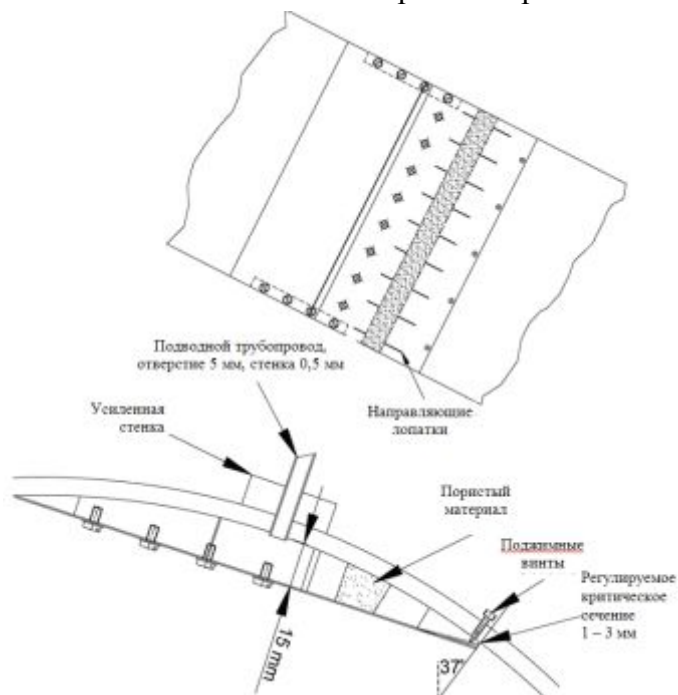 Подводной трубопровод,
отверстие 5 мм, стенка 0,5 мм
Усиленная
стенка
Направляющие
лопатки
Пористый
материал
Поджимные
винты
Регулируемое
критическое
сечение
1 – 3 мм
15 mm
37°